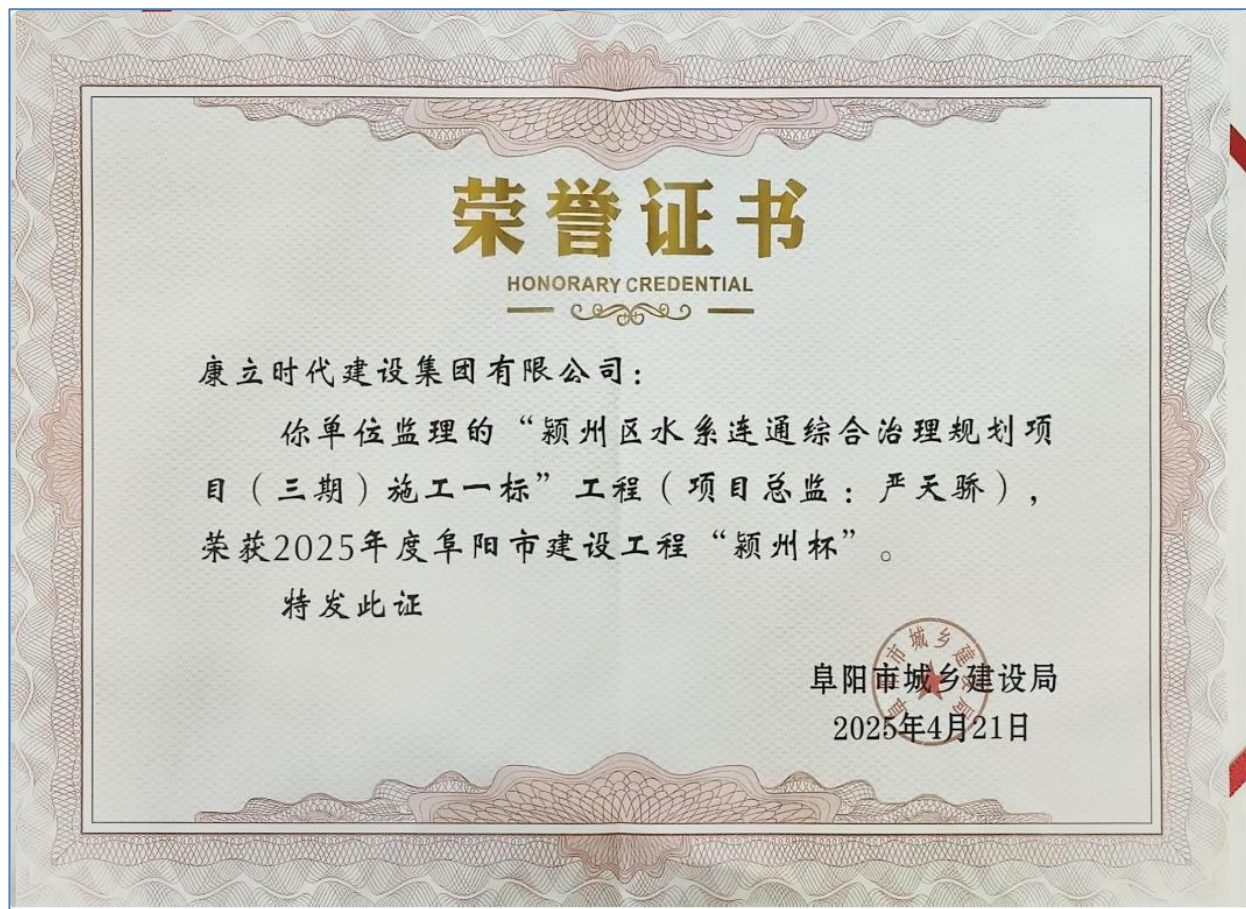 荣誉证书
HONORARY CREDENTIAL
康立时代建设集团有限公司：
你单位监理的“颍州区水系连通综合治理规划项
目（三期）施工一标”工程（项目总监：严天骄），
荣获2025年度阜阳市建设工程“颍州杯”。
特发此证
阜阳市城乡建设局
2025年4月21日